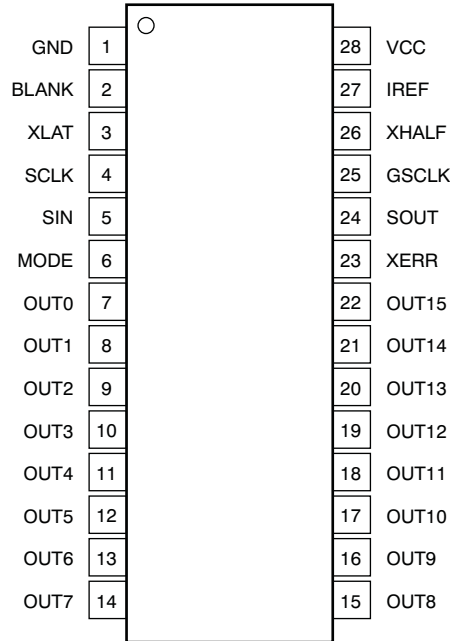 GND 1 28 VCC
BLANK 2 27 IREF
XLAT 3 26 XHALF
SCLK 4 25 GSCLK
SIN 5 24 SOUT
MODE 6 23 XERR
OUT0 7 22 OUT15
OUT1 8 21 OUT14
OUT2 9 20 OUT13
OUT3 10 19 OUT12
OUT4 11 18 OUT11
OUT5 12 17 OUT10
OUT6 13 16 OUT9
OUT7 14 15 OUT8